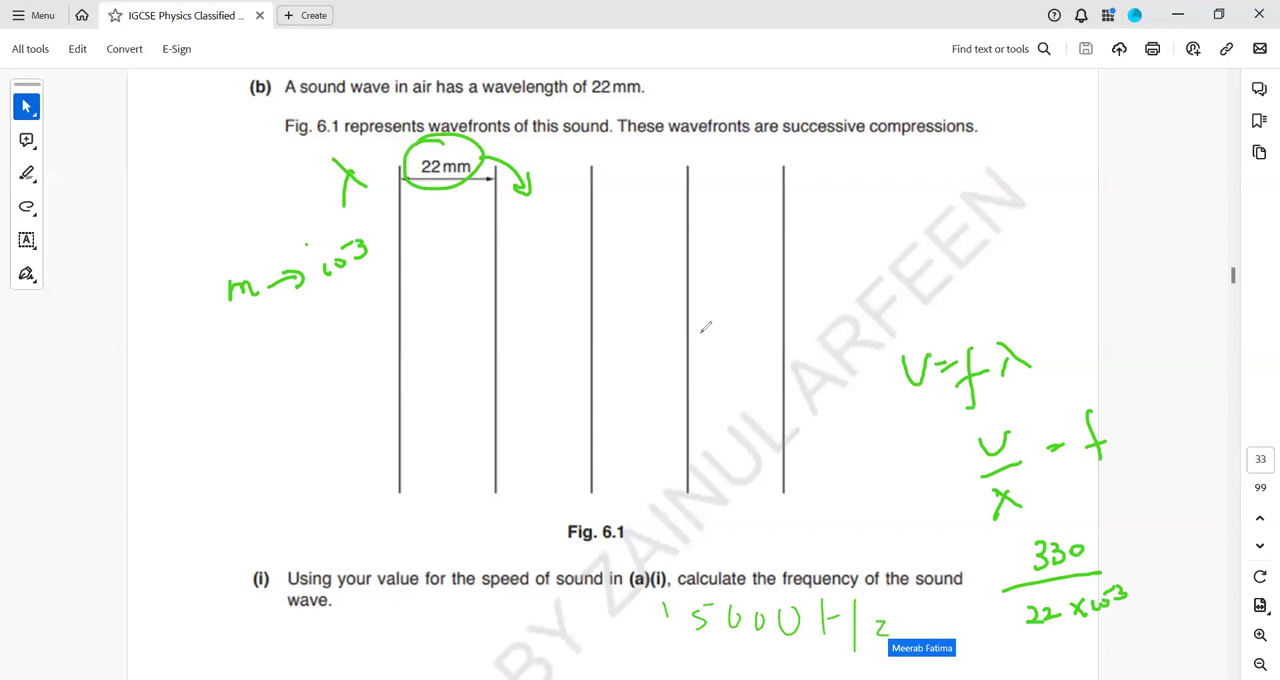 Menu
IGCSE Physics Classified ...
Create
All tools
Edit
Convert
E-Sign
Find text or tools
(b) A sound wave in air has a wavelength of 22 mm.
Fig. 6.1 represents wavefronts of this sound. These wavefronts are successive compressions.
λ
22 mm
m → 10⁻³
V = fλ
v/λ = f
330
22 × 10⁻³
33
99
Fig. 6.1
(i) Using your value for the speed of sound in (a)(i), calculate the frequency of the sound
wave.
15000 Hz
Meerab Fatima
BY ZAINUL ARFEEN